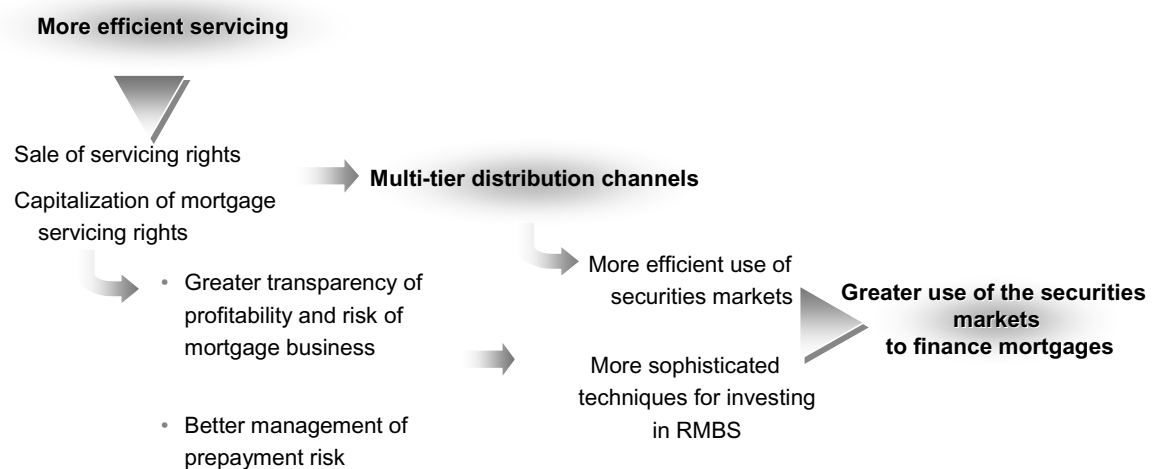 More efficient servicing
Sale of servicing rights
Capitalization of mortgage
servicing rights
Multi-tier distribution channels
• Greater transparency of
profitability and risk of
mortgage business
• Better management of
prepayment risk
More efficient use of
securities markets
More sophisticated
techniques for investing
in RMBS
Greater use of the securities
markets
to finance mortgages